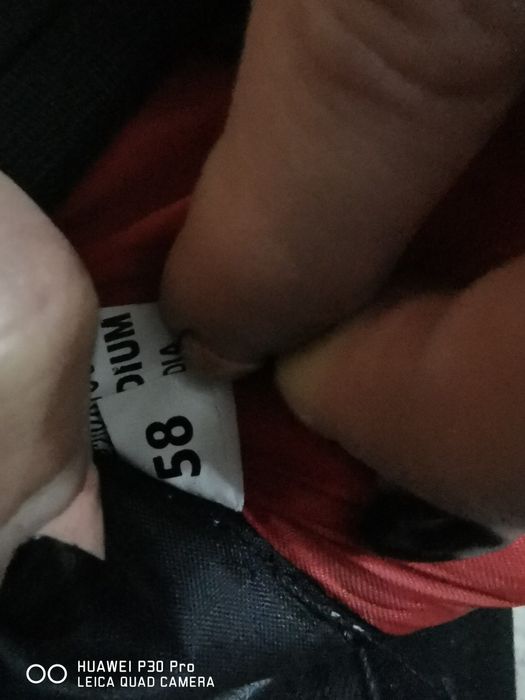 DIUM
DIA
58
HUAWEI P30 Pro
LEICA QUAD CAMERA